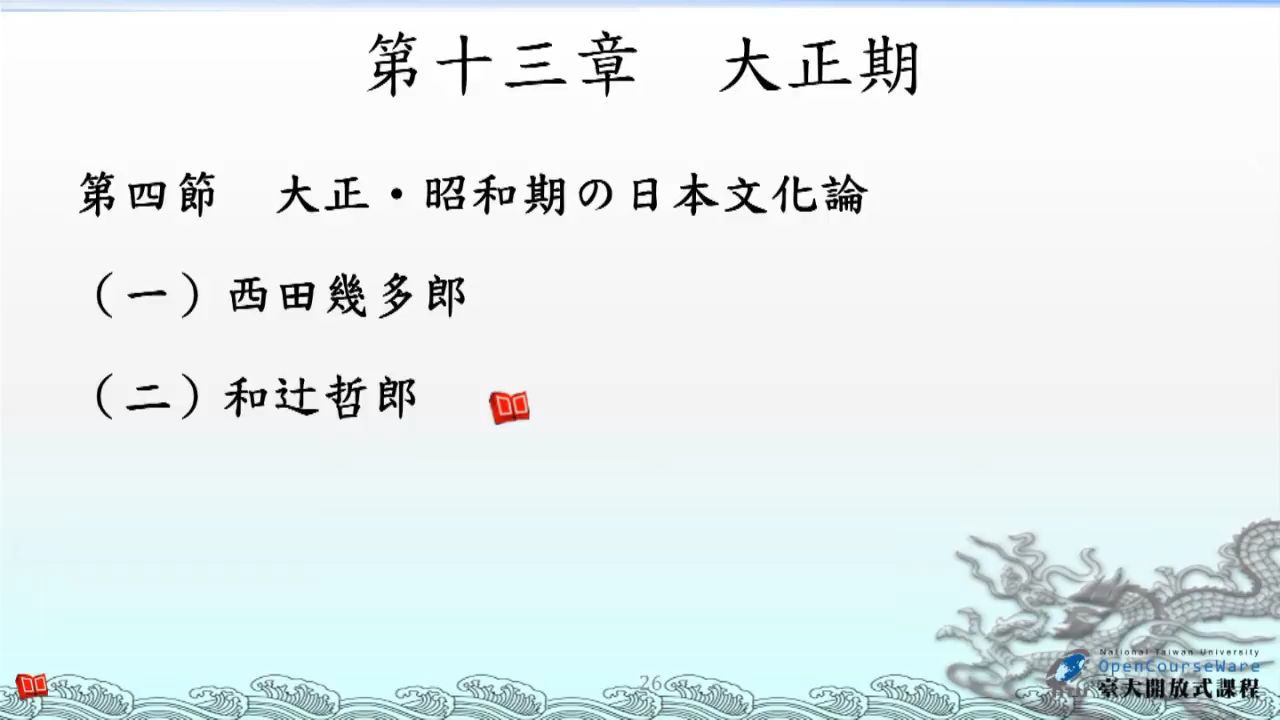 第十三章　大正期
第四節　大正・昭和期の日本文化論
（一）西田幾多郎
（二）和辻哲郎
26
National Taiwan University
OpenCourseWare
臺大開放式課程